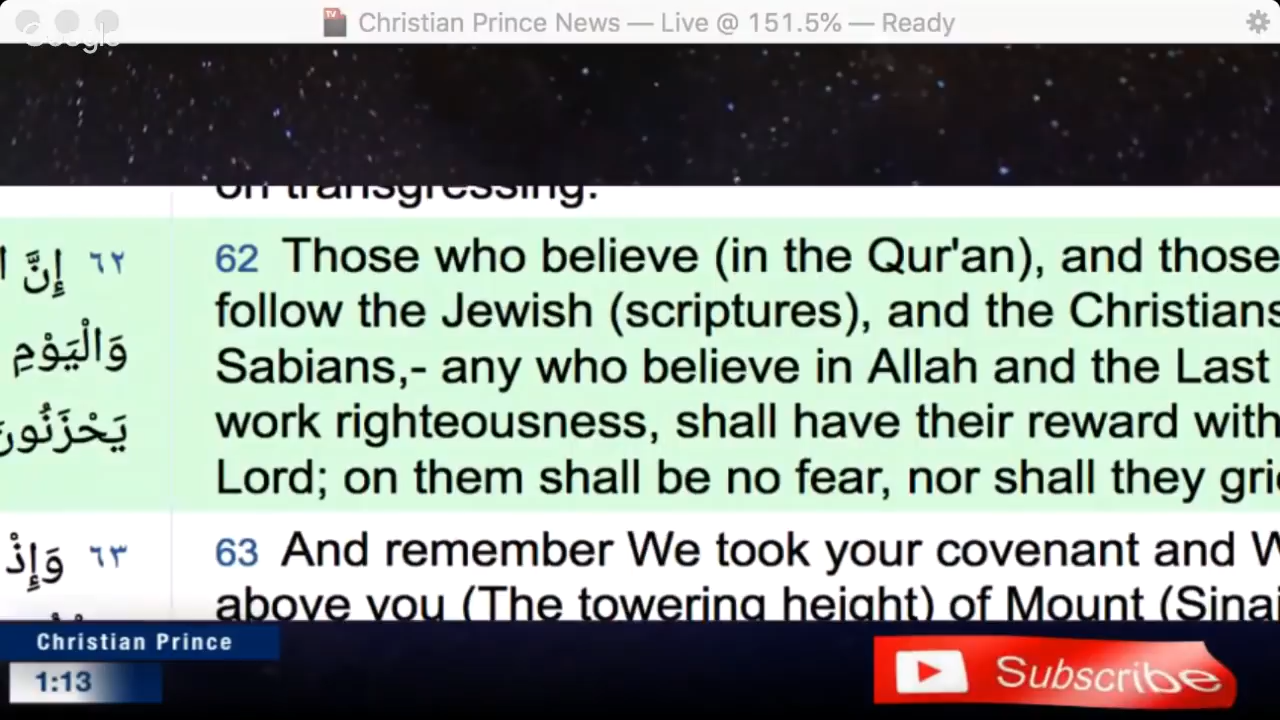 Christian Prince News — Live @ 151.5% — Ready
Google
on transgressing.
إِنَّ ٦٢
62 Those who believe (in the Qur'an), and those
وَالْيَوْمِ
follow the Jewish (scriptures), and the Christians
Sabians,- any who believe in Allah and the Last
يَحْزَنُونَ
work righteousness, shall have their reward with
Lord; on them shall be no fear, nor shall they
وَإِذْ ٦٣
63 And remember We took your covenant and
above you (The towering height) of Mount (Sinai
Christian Prince
1:13
Subscribe